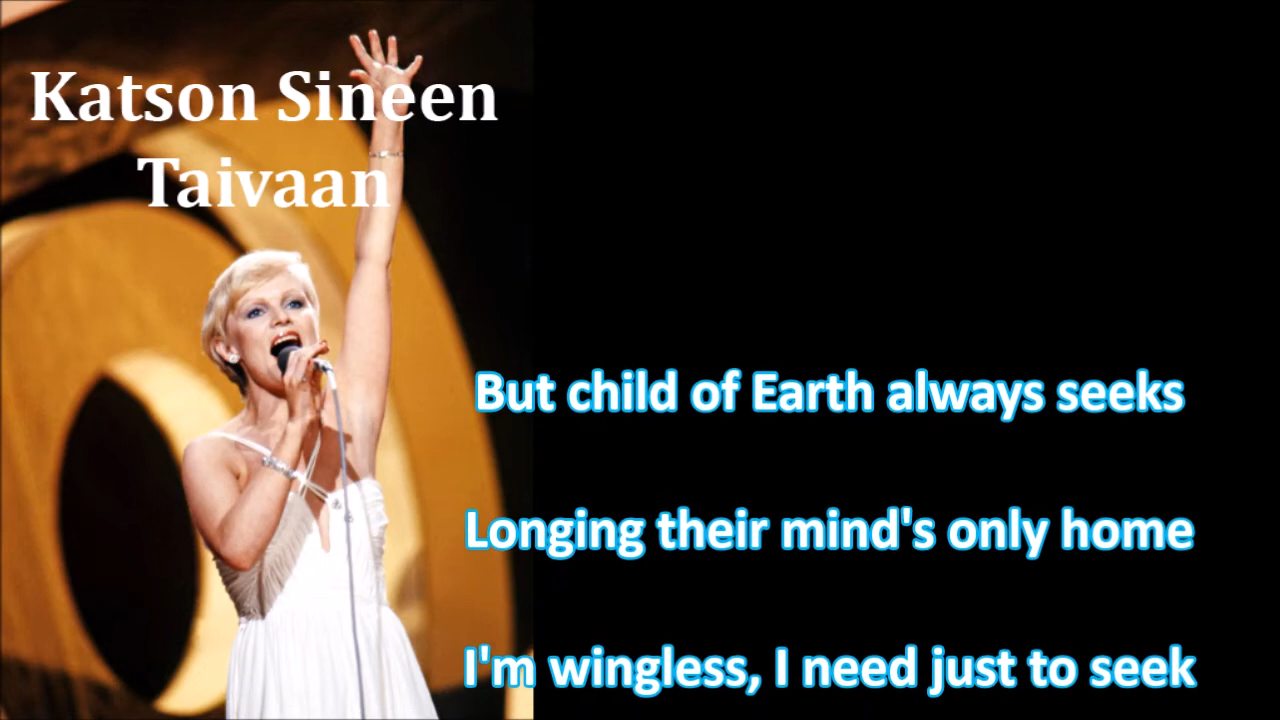 Katson Sineen
Taivaan
But child of Earth always seeks
Longing their mind's only home
I'm wingless, I need just to seek